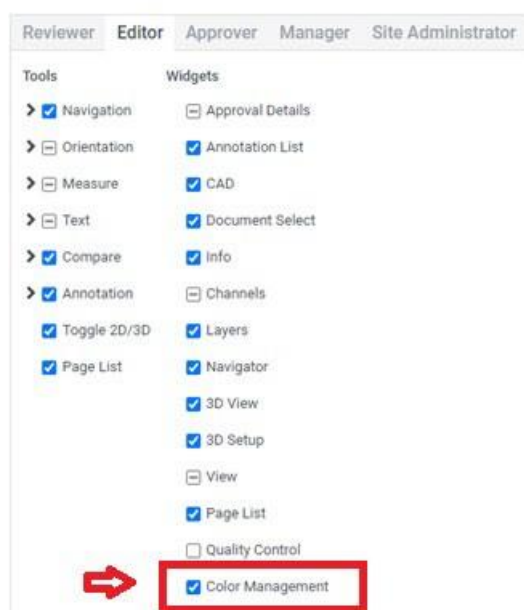 Reviewer Editor Approver Manager Site Administrator
Tools Widgets
Navigation Approval Details
Orientation Annotation List
Measure CAD
Text Document Select
Compare Info
Annotation Channels
Toggle 2D/3D Layers
Page List Navigator
3D View
3D Setup
View
Page List
Quality Control
Color Management